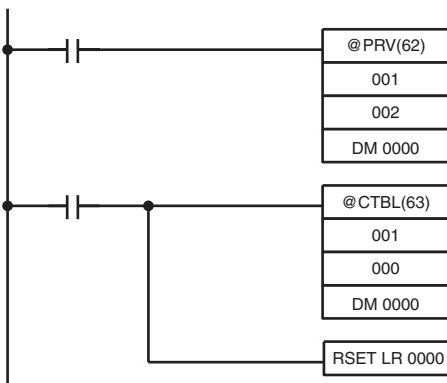 @PRV(62)
001
002
DM 0000
@CTBL(63)
001
000
DM 0000
RSET LR 0000